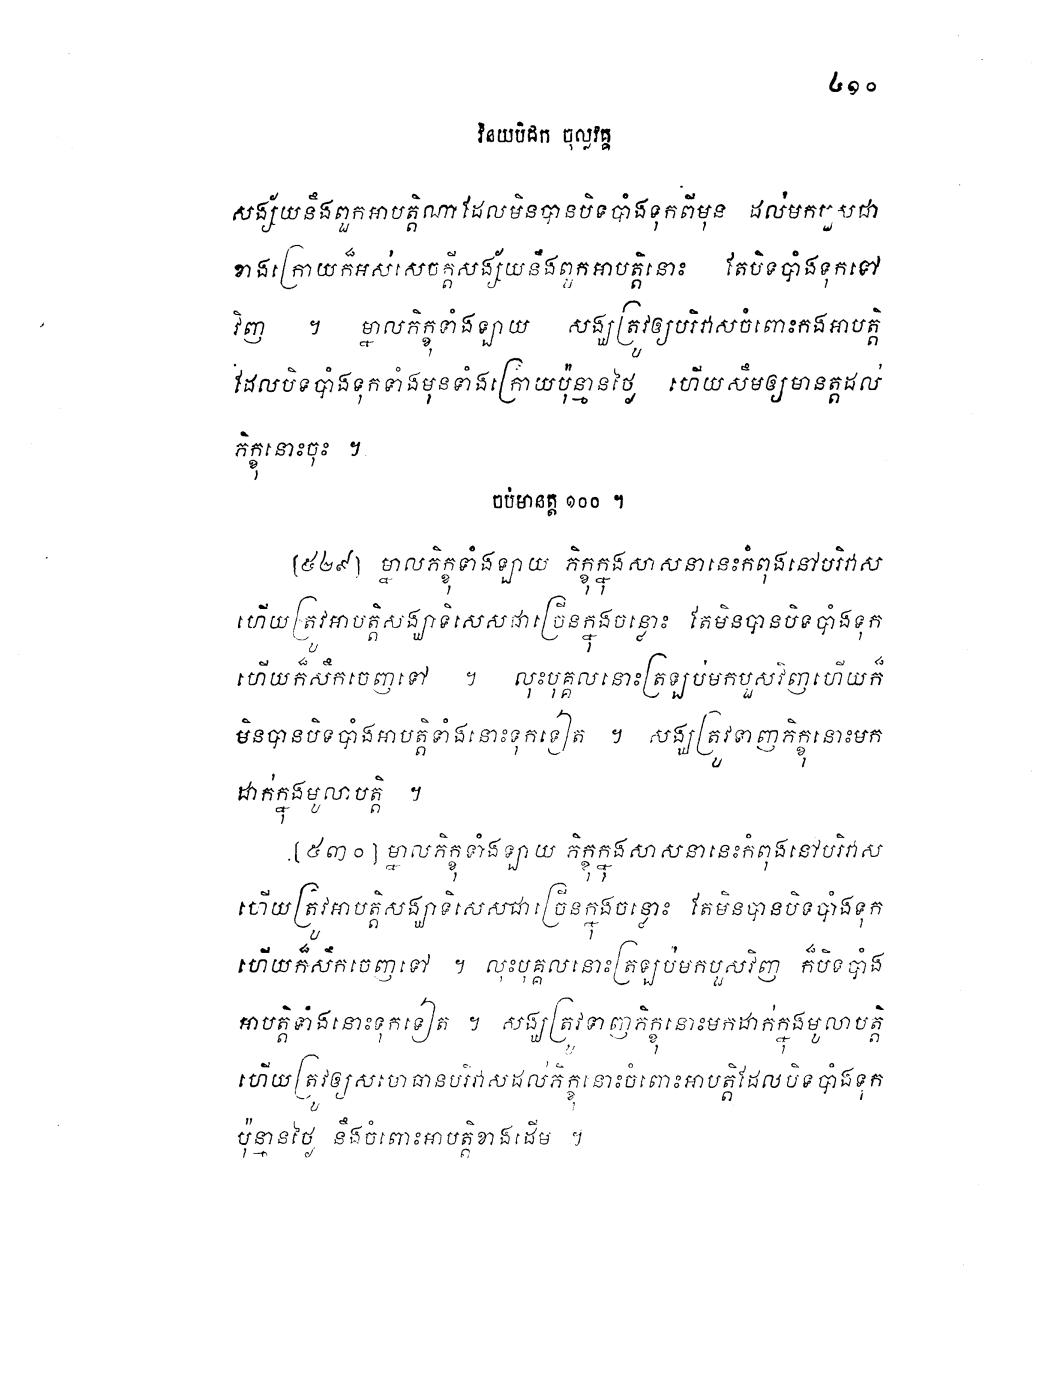 ៤១០
វិនយបិដក ចុល្លវគ្គ
សង្ស័យនឹងពួកអាបត្តិណាដែលមិនបានបិទបាំងទុកពីមុន ដល់មកបួសជា
ខាងក្រោយក៏អស់សេចក្តីសង្ស័យនឹងពួកអាបត្តិនោះ តែបិទបាំងទុកទៅ
វិញ ។ ម្នាលភិក្ខុទាំងឡាយ សង្ឃត្រូវឲ្យបរិវាសចំពោះកងអាបត្តិ
ដែលបិទបាំងទុកទាំងមុនទាំងក្រោយប៉ុន្មានថ្ងៃ ហើយសឹមឲ្យមានត្តដល់
ភិក្ខុនោះចុះ ។
ចប់មានត្ត ១០០ ។
(៥២៩) ម្នាលភិក្ខុទាំងឡាយ ភិក្ខុក្នុងសាសនានេះកំពុងនៅបរិវាស
ហើយត្រូវអាបត្តិសង្ឃាទិសេសជាច្រើនក្នុងចន្លោះ តែមិនបានបិទបាំងទុក
ហើយក៏សឹកចេញទៅ ។ លុះបុគ្គលនោះត្រឡប់មកបួសវិញហើយក៏
មិនបានបិទបាំងអាបត្តិទាំងនោះទុកទៀត ។ សង្ឃត្រូវទាញភិក្ខុនោះមក
ដាក់ក្នុងមូលាបត្តិ ។
(៥៣០) ម្នាលភិក្ខុទាំងឡាយ ភិក្ខុក្នុងសាសនានេះកំពុងនៅបរិវាស
ហើយត្រូវអាបត្តិសង្ឃាទិសេសជាច្រើនក្នុងចន្លោះ តែមិនបានបិទបាំងទុក
ហើយក៏សឹកចេញទៅ ។ លុះបុគ្គលនោះត្រឡប់មកបួសវិញ ក៏បិទបាំង
អាបត្តិទាំងនោះទុកទៀត ។ សង្ឃត្រូវទាញភិក្ខុនោះមកដាក់ក្នុងមូលាបត្តិ
ហើយត្រូវឲ្យសមោធានបរិវាសដល់ភិក្ខុនោះចំពោះអាបត្តិដែលបិទបាំងទុក
ប៉ុន្មានថ្ងៃ នឹងចំពោះអាបត្តិខាងដើម ។